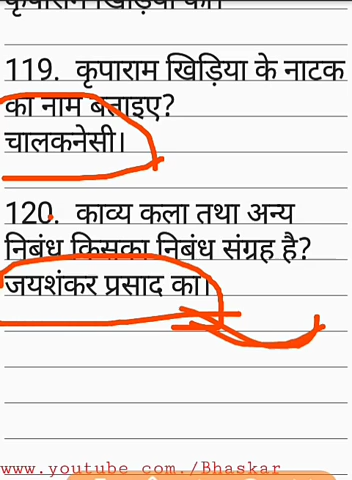 कृपाराम खिड़िया का।
119. कृपाराम खिड़िया के नाटक
का नाम बताइए?
चालकनेसी।
120. काव्य कला तथा अन्य
निबंध किसका निबंध संग्रह है?
जयशंकर प्रसाद का।
www.youtube com./Bhaskar